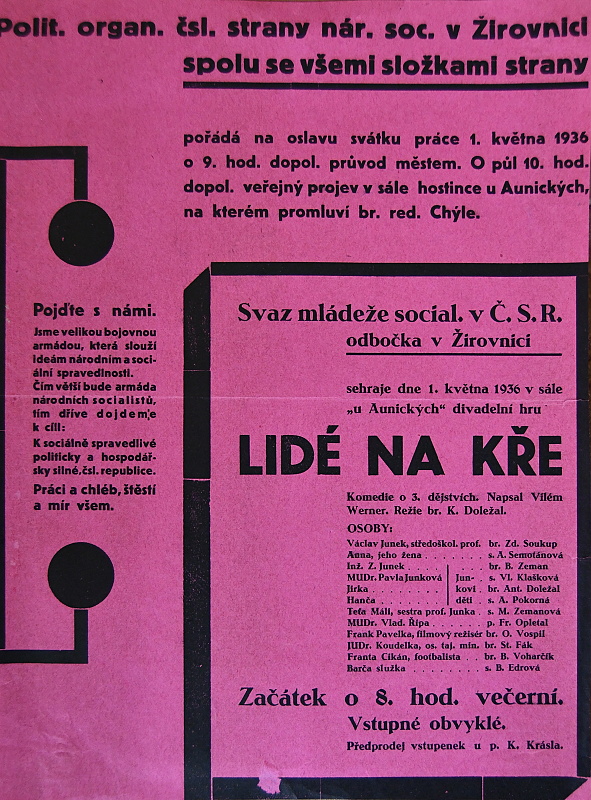 Polit. organ. čsl. strany nár. soc. v Žirovnici
spolu se všemi složkami strany
pořádá na oslavu svátku práce 1. května 1936
o 9. hod. dopol. průvod městem. O půl 10. hod.
dopol. veřejný projev v sále hostince u Aunických,
na kterém promluví br. red. Chýle.
Pojďte s námi.
Jsme velikou bojovnou
armádou, která slouží
ideám národním a soci-
ální spravedlnosti.
Čím větší bude armáda
národních socialistů,
tím dříve dojdeme
k cíli:
K sociálně spravedlivé
politicky a hospodář-
sky silné, čsl. republice.
Práci a chléb, štěstí
a mír všem.
Svaz mládeže social. v Č. S. R.
odbočka v Žirovnici
sehraje dne 1. května 1936 v sále
„u Aunických“ divadelní hru
LIDÉ NA KŘE
Komedie o 3. dějstvích. Napsal Vilém
Werner. Režie br. K. Doležal.
OSOBY:
Václav Junek, středoškol. prof. br. Zd. Soukup
Anna, jeho žena . . . . . . . s. A. Semotánová
Inž. Z. Junek . . . . br. B. Zeman
MUDr. Pavla Junková Jun- s. Vl. Klašková
Jirka . . . . . . . . kovi br. Ant. Doležal
Hanča . . . . . . . děti s. A. Pokorná
Teta Máli, sestra prof. Junka s. M. Zemanová
MUDr. Vlad. Řípa . . . . . . p. Fr. Opletal
Frank Pavelka, filmový režisér br. O. Vospil
JUDr. Koudelka, os. taj. min. br. St. Fák
Franta Cikán, footbalista . . br. B. Voharčík
Barča služka . . . . . . . . s. B. Edrová
Začátek o 8. hod. večerní.
Vstupné obvyklé.
Předprodej vstupenek u p. K. Krásla.